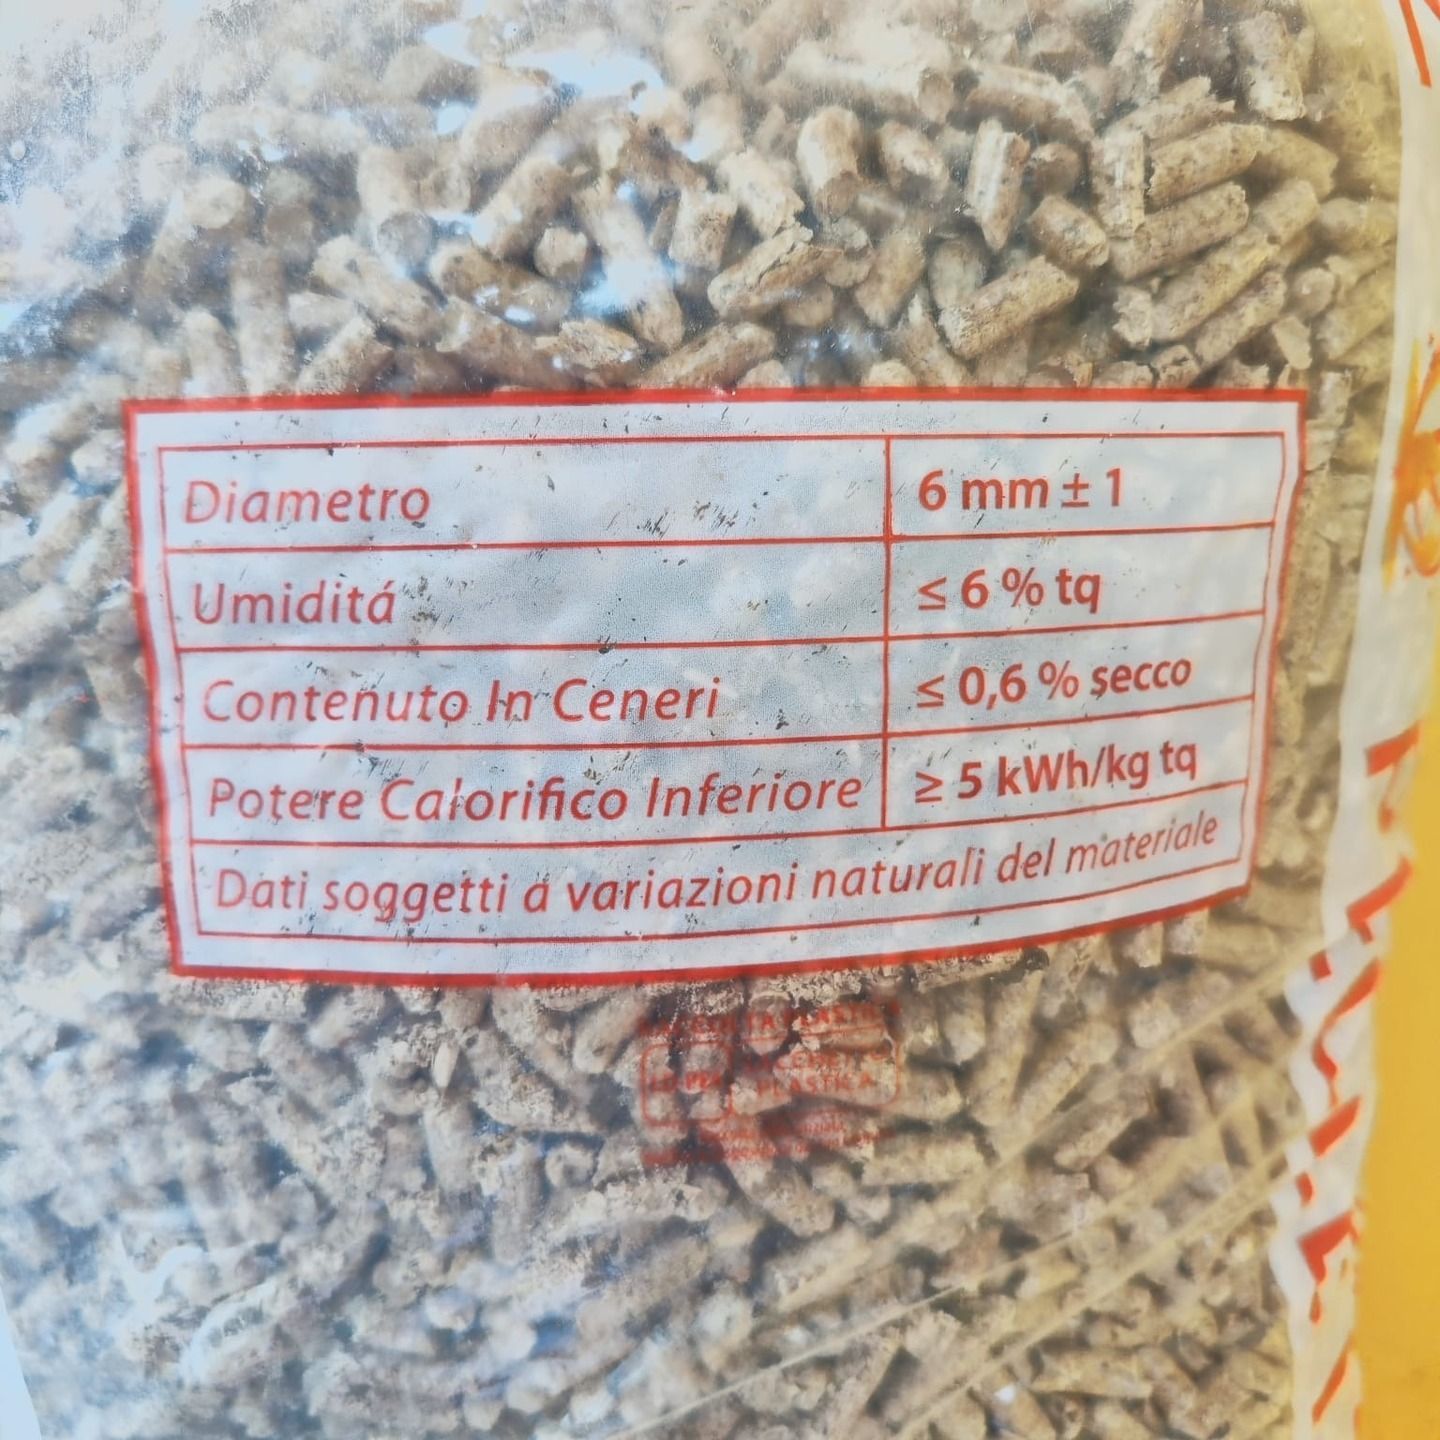 Diametro 6 mm ± 1
Umiditá ≤ 6 % tq
Contenuto In Ceneri ≤ 0,6 % secco
Potere Calorifico Inferiore ≥ 5 kWh/kg tq
Dati soggetti a variazioni naturali del materiale
PLASTICA